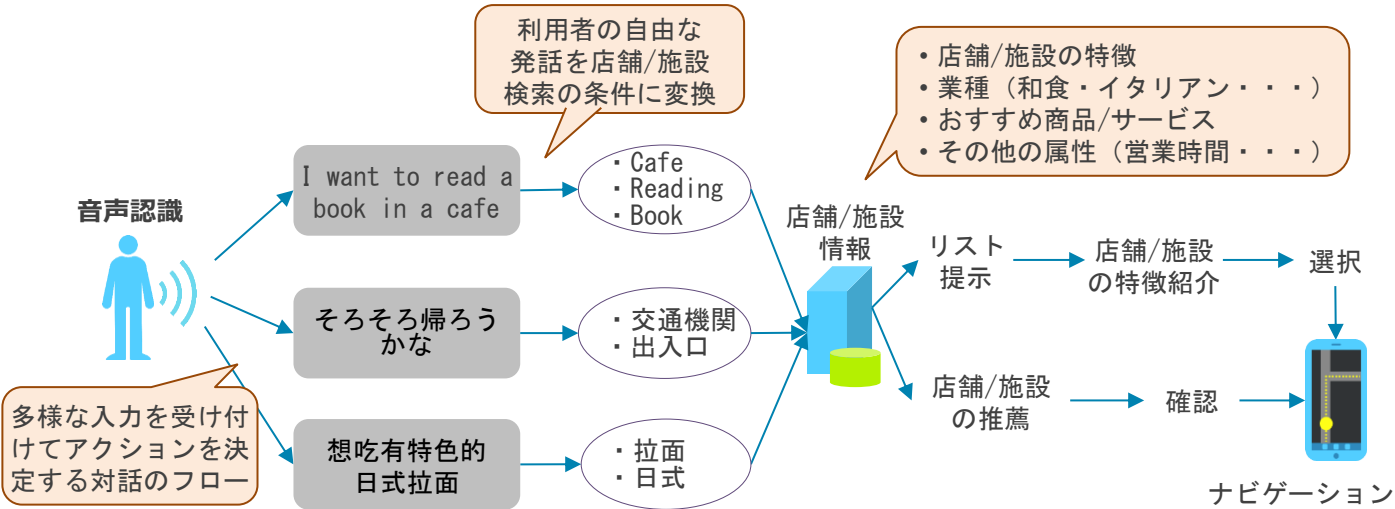 利用者の自由な
発話を店舗/施設
検索の条件に変換
・店舗/施設の特徴
・業種（和食・イタリアン・・・）
・おすすめ商品/サービス
・その他の属性（営業時間・・・）
音声認識
I want to read a
book in a cafe
・Cafe
・Reading
・Book
店舗/施設
情報
リスト
提示
店舗/施設
の特徴紹介
選択
そろそろ帰ろう
かな
・交通機関
・出入口
店舗/施設
の推薦
確認
多様な入力を受け付
けてアクションを決
定する対話のフロー
想吃有特色的
日式拉面
・拉面
・日式
ナビゲーション